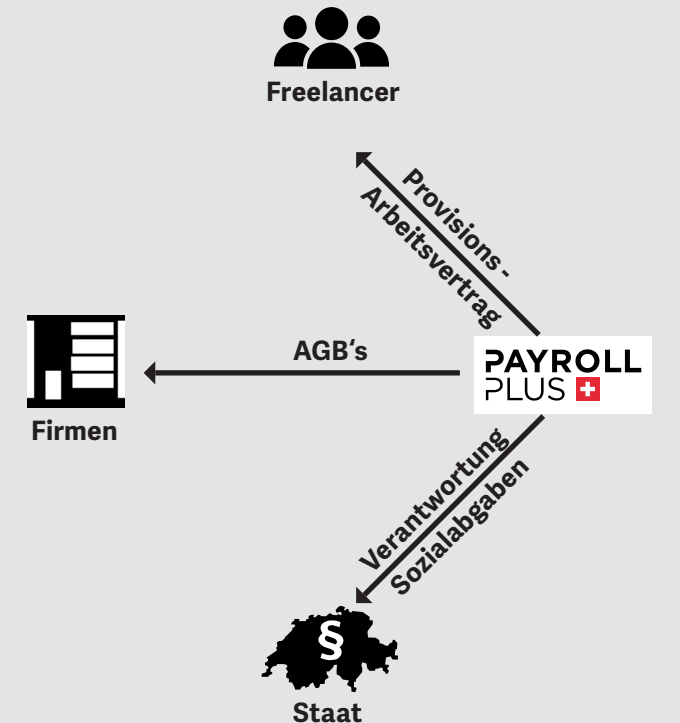 Freelancer
Provisions -
Arbeitsvertrag
AGB‘s
PAYROLL
PLUS
Firmen
Verantwortung
Sozialabgaben
§
Staat